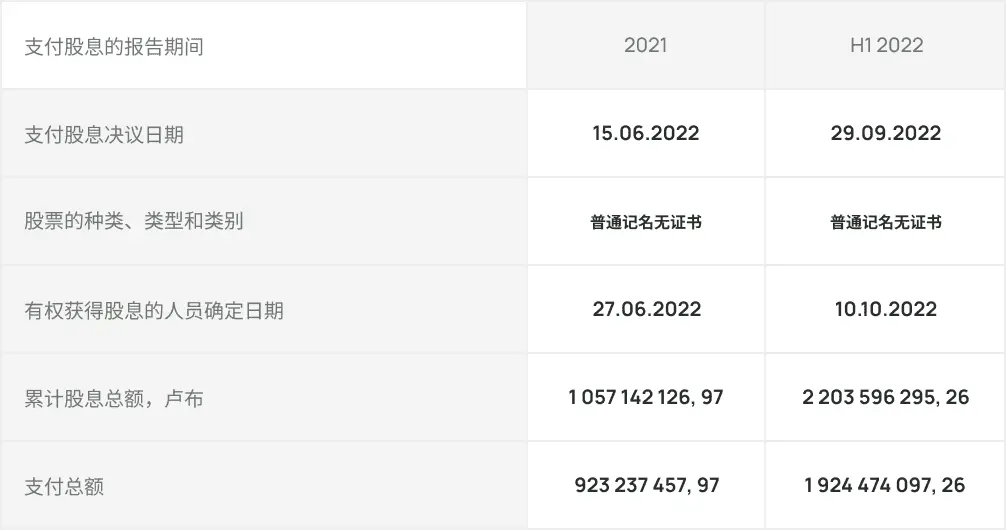 支付股息的报告期间 2021 H1 2022
支付股息决议日期 15.06.2022 29.09.2022
股票的种类、类型和类别 普通记名无证书 普通记名无证书
有权获得股息的人员确定日期 27.06.2022 10.10.2022
累计股息总额，卢布 1 057 142 126, 97 2 203 596 295, 26
支付总额 923 237 457, 97 1 924 474 097, 26